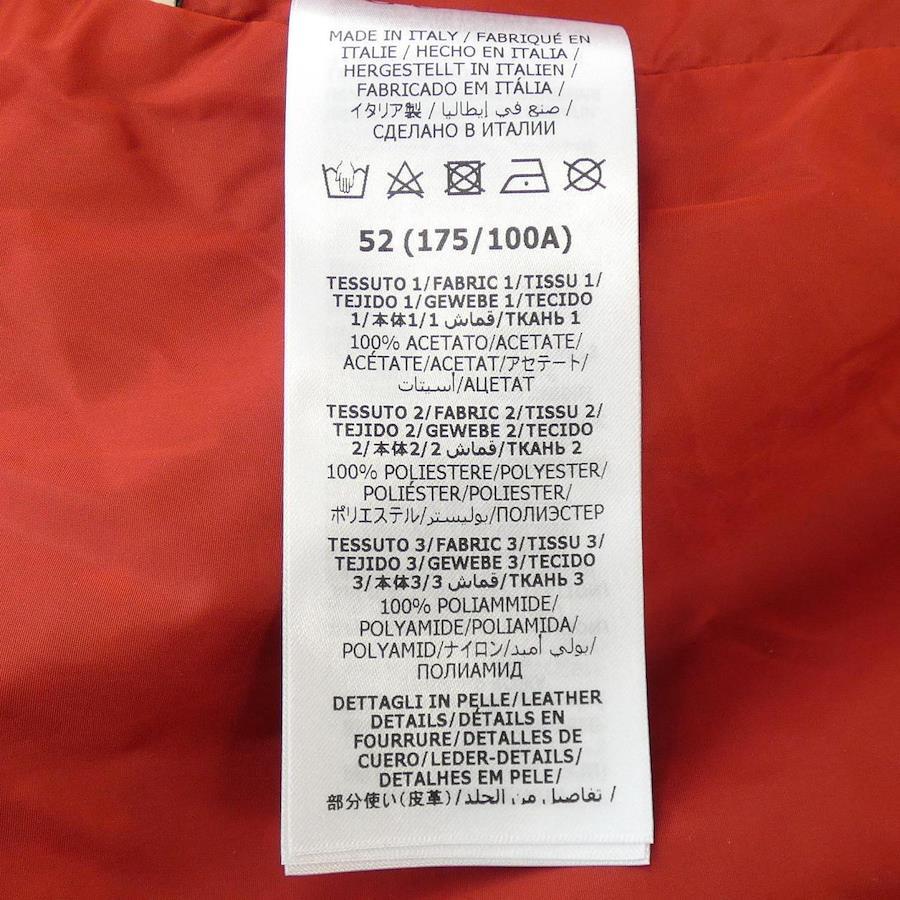 MADE IN ITALY / FABRIQUÉ EN
ITALIE / HECHO EN ITALIA /
HERGESTELLT IN ITALIEN /
FABRICADO EM ITÁLIA /
イタリア製 / صنع في إيطاليا /
СДЕЛАНО В ИТАЛИИ
52 (175/100A)
TESSUTO 1/FABRIC 1/TISSU 1/
TEJIDO 1/GEWEBE 1/TECIDO
1/本体1/قماش 1/ТКАНЬ 1
100% ACETATO/ACETATE/
ACÉTATE/ACETAT/アセテート/
أسيتات/АЦЕТАТ
TESSUTO 2/FABRIC 2/TISSU 2/
TEJIDO 2/GEWEBE 2/TECIDO
2/本体2/قماش 2/ТКАНЬ 2
100% POLIESTERE/POLYESTER/
POLIÉSTER/POLIESTER/
ポリエステル/بوليستر/ПОЛИЭСТЕР
TESSUTO 3/FABRIC 3/TISSU 3/
TEJIDO 3/GEWEBE 3/TECIDO
3/本体3/قماش 3/ТКАНЬ 3
100% POLIAMMIDE/
POLYAMIDE/POLIAMIDA/
POLYAMID/ナイロン/بولي أميد/
ПОЛИАМИД
DETTAGLI IN PELLE/LEATHER
DETAILS/DÉTAILS EN
FOURRURE/DETALLES DE
CUERO/LEDER-DETAILS/
DETALHES EM PELE/
部分使い(皮革)/تفاصيل من الجلد /